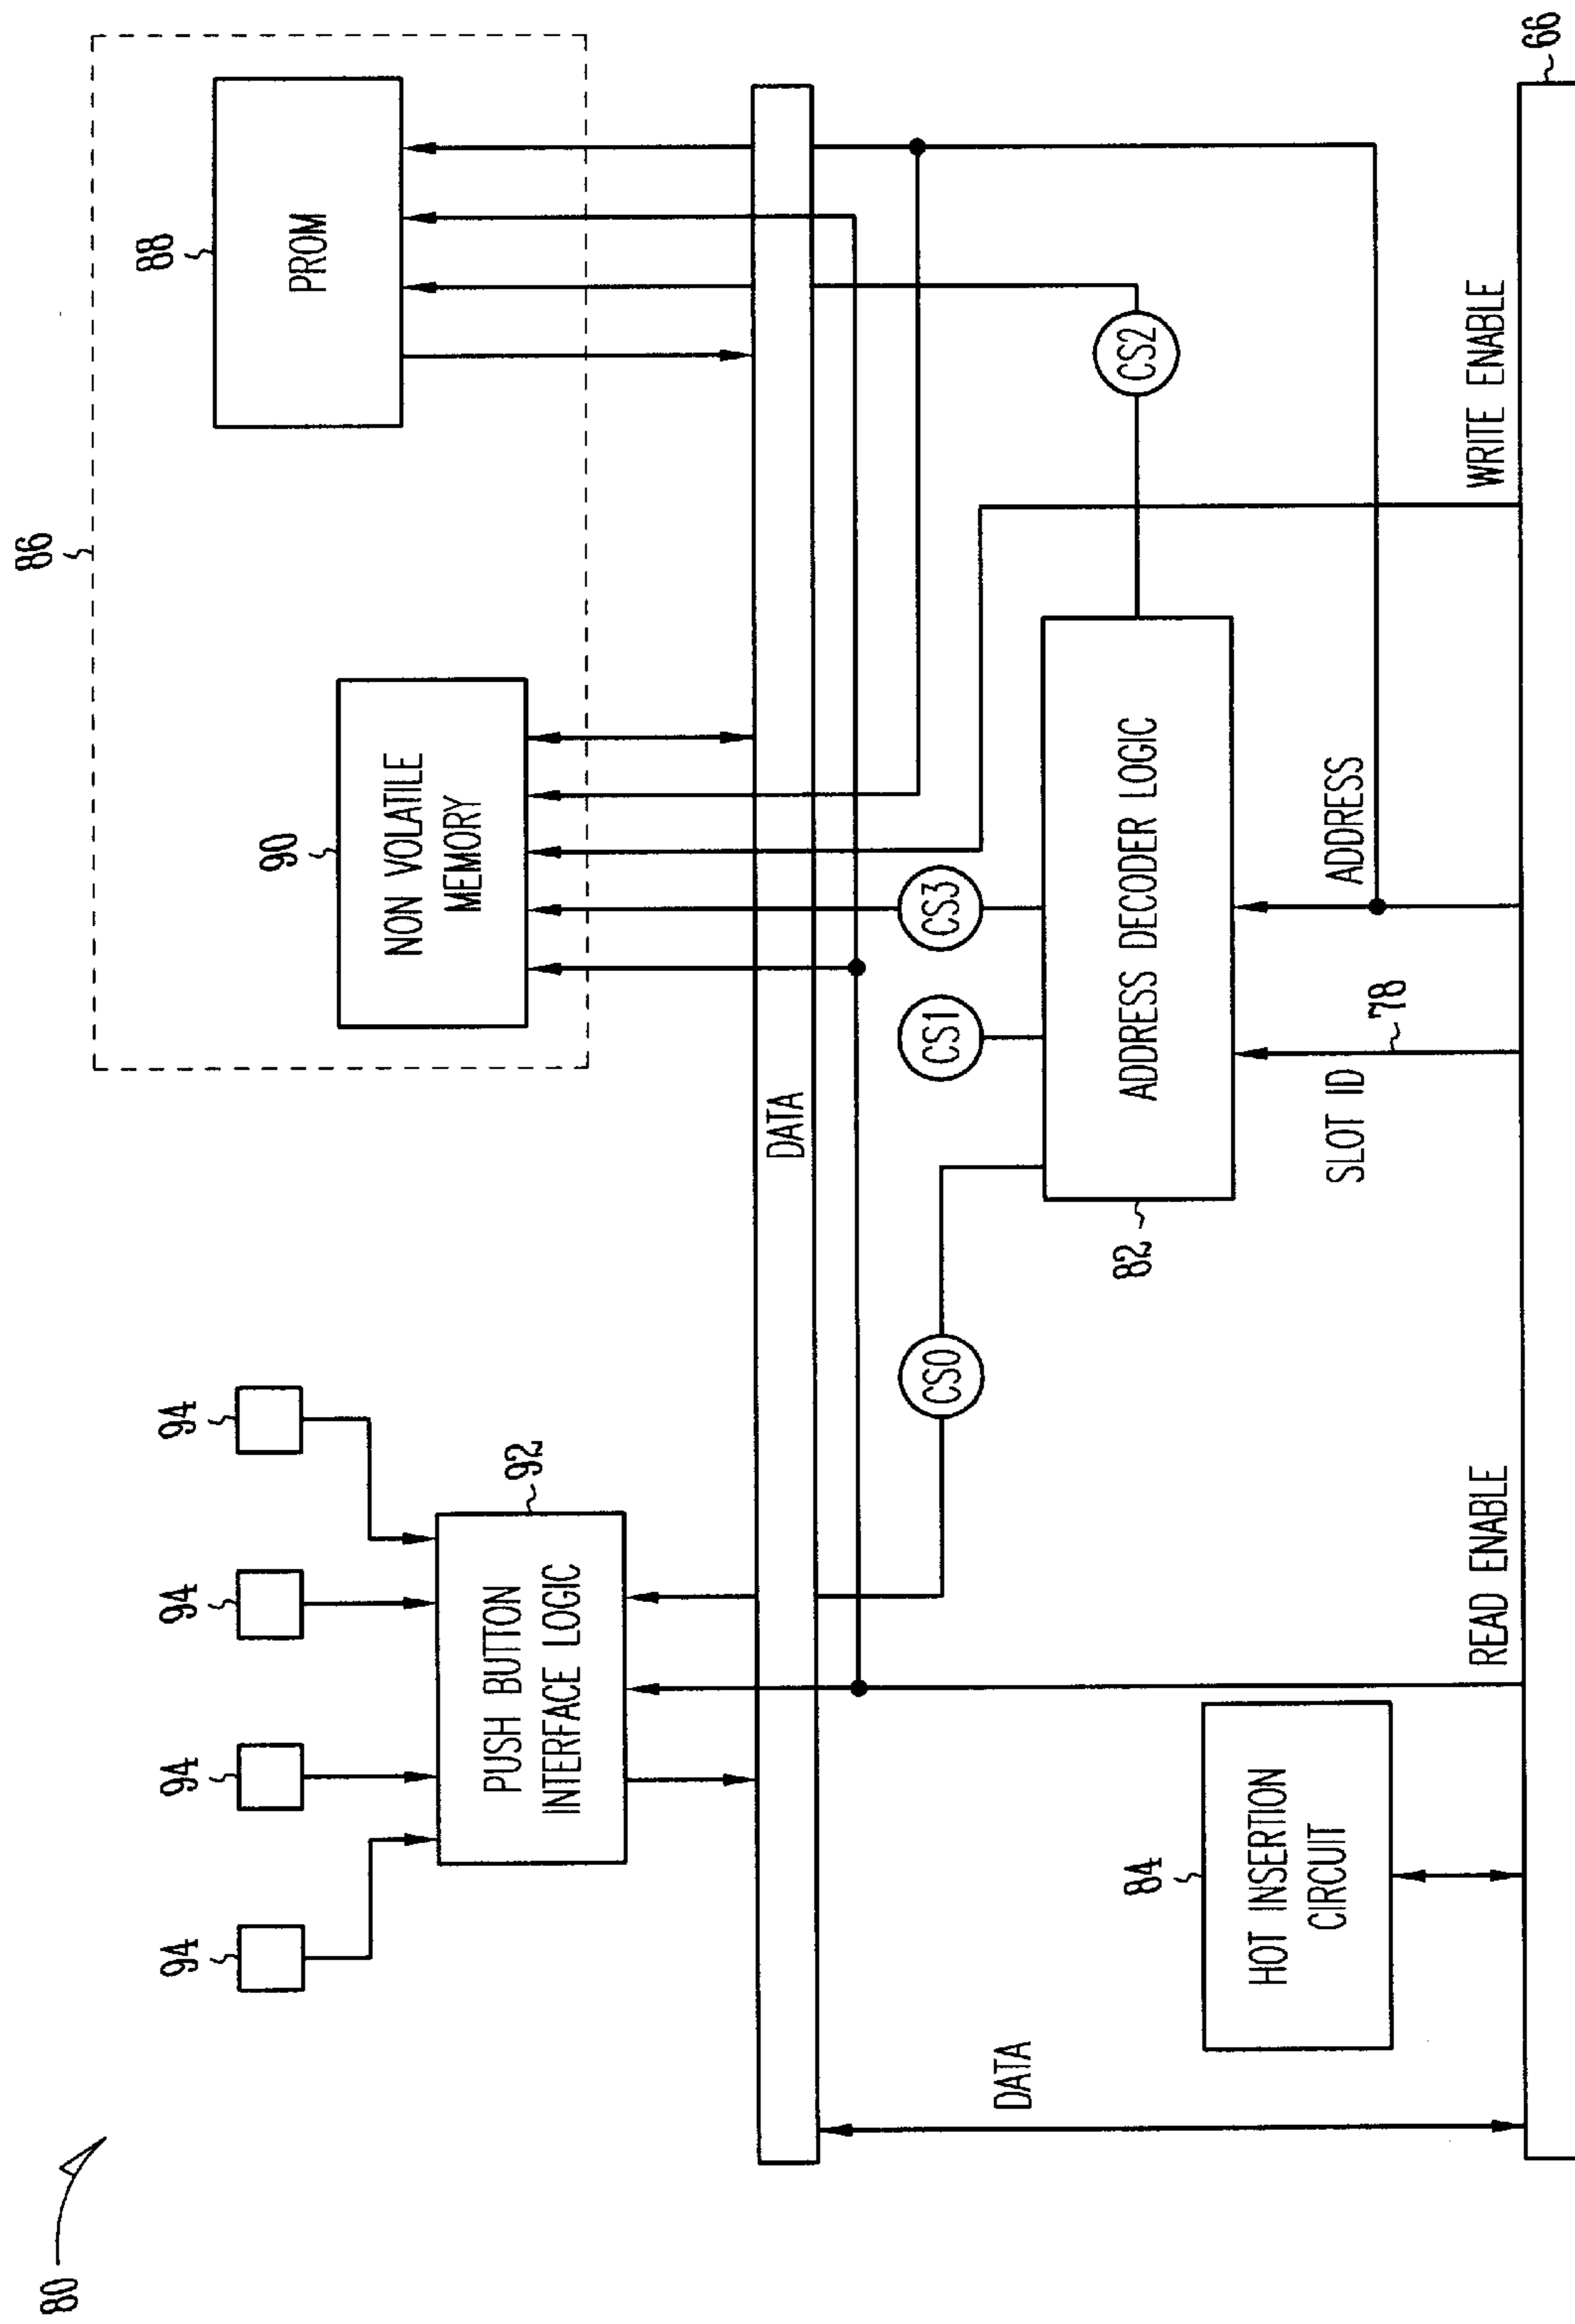 80
86
94
94
94
94
88
PROM
90
NON VOLATILE
MEMORY
92
PUSH BUTTON
INTERFACE LOGIC
DATA
CS0
CS1
CS3
DATA
82
ADDRESS DECODER LOGIC
CS2
84
HOT INSERTION
CIRCUIT
SLOT ID
78
ADDRESS
READ ENABLE
WRITE ENABLE
66